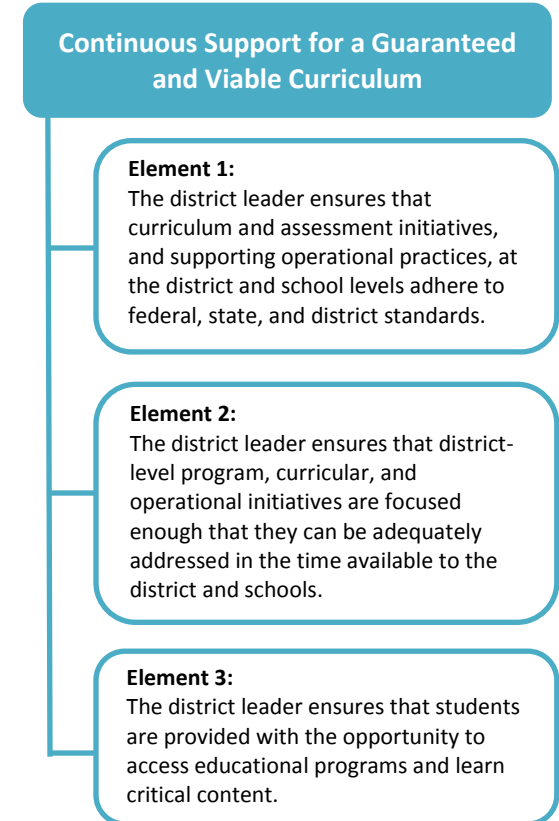 Continuous Support for a Guaranteed
and Viable Curriculum
Element 1:
The district leader ensures that
curriculum and assessment initiatives,
and supporting operational practices, at
the district and school levels adhere to
federal, state, and district standards.
Element 2:
The district leader ensures that district-
level program, curricular, and
operational initiatives are focused
enough that they can be adequately
addressed in the time available to the
district and schools.
Element 3:
The district leader ensures that students
are provided with the opportunity to
access educational programs and learn
critical content.